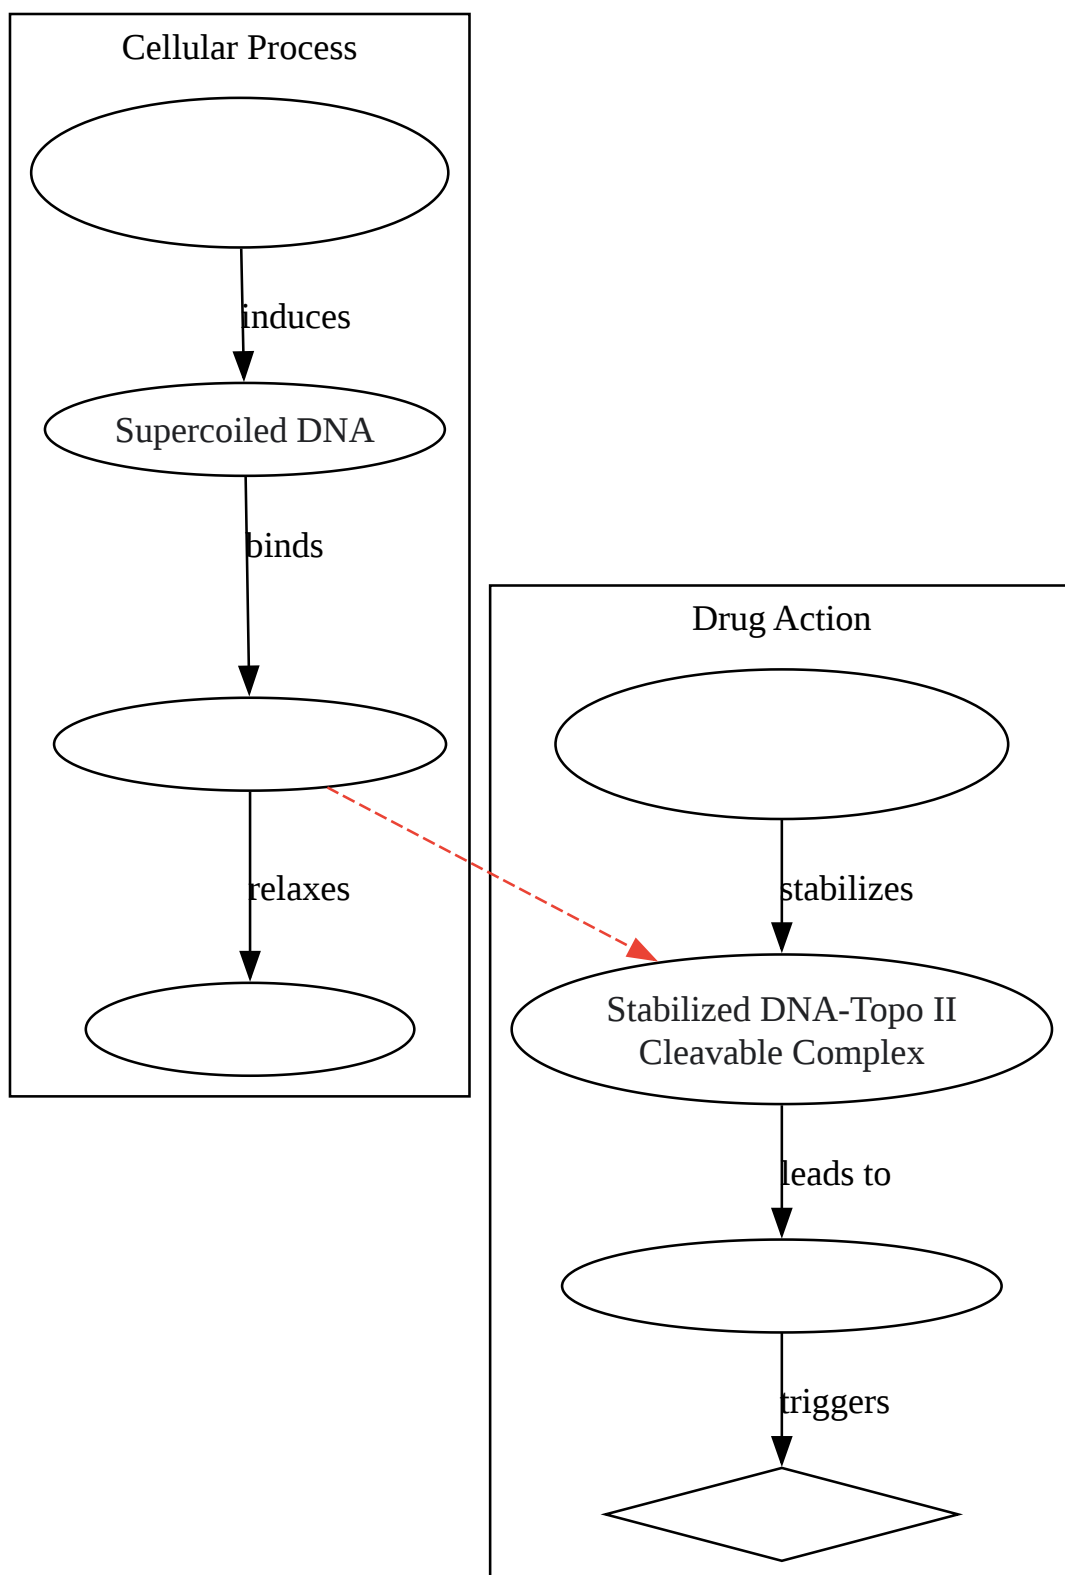 Cellular Process
induces
Supercoiled DNA
binds
Drug Action
relaxes
stabilizes
Stabilized DNA-Topo II
Cleavable Complex
leads to
triggers